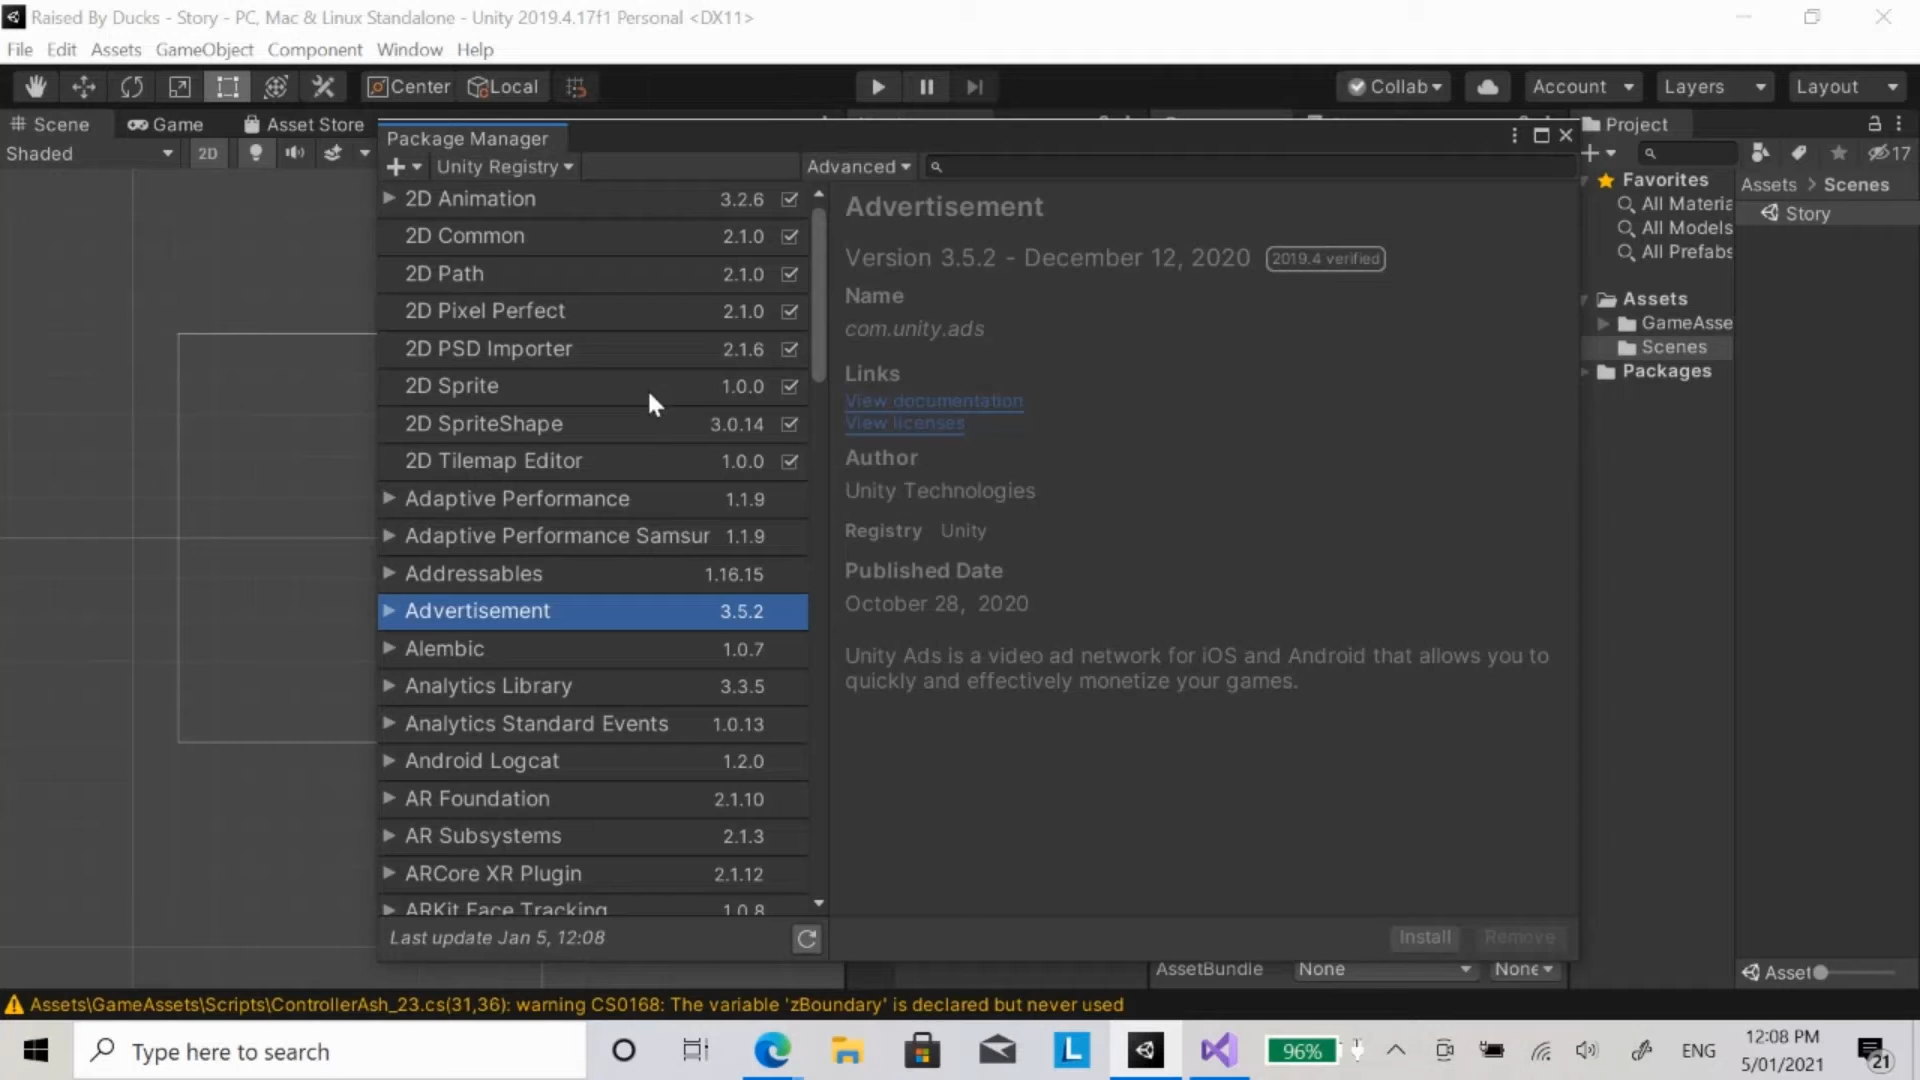 Raised By Ducks - Story - PC, Mac & Linux Standalone - Unity 2019.4.17f1 Personal <DX11>
File Edit Assets GameObject Component Window Help
Center Local Collab Account Layers Layout
Scene Game Asset Store
Shaded 2D
Package Manager
Unity Registry Advanced
2D Animation 3.2.6
2D Common 2.1.0
2D Path 2.1.0
2D Pixel Perfect 2.1.0
2D PSD Importer 2.1.6
2D Sprite 1.0.0
2D SpriteShape 3.0.14
2D Tilemap Editor 1.0.0
Adaptive Performance 1.1.9
Adaptive Performance Samsur 1.1.9
Addressables 1.16.15
Advertisement 3.5.2
Alembic 1.0.7
Analytics Library 3.3.5
Analytics Standard Events 1.0.13
Android Logcat 1.2.0
AR Foundation 2.1.10
AR Subsystems 2.1.3
ARCore XR Plugin 2.1.12
ARKit Face Tracking 1.0.8
Last update Jan 5, 12:08
Advertisement
Version 3.5.2 - December 12, 2020 2019.4 verified
Name
com.unity.ads
Links
View documentation
View licenses
Author
Unity Technologies
Registry Unity
Published Date
October 28, 2020
Unity Ads is a video ad network for iOS and Android that allows you to
quickly and effectively monetize your games.
Install Remove
AssetBundle None None
Project
17
Favorites
All Materia
All Models
All Prefabs
Assets
GameAsse
Scenes
Packages
Assets > Scenes
Story
Asset
Assets\GameAssets\Scripts\ControllerAsh_23.cs(31,36): warning CS0168: The variable 'zBoundary' is declared but never used
Type here to search
L
96%
ENG
12:08 PM
5/01/2021
21